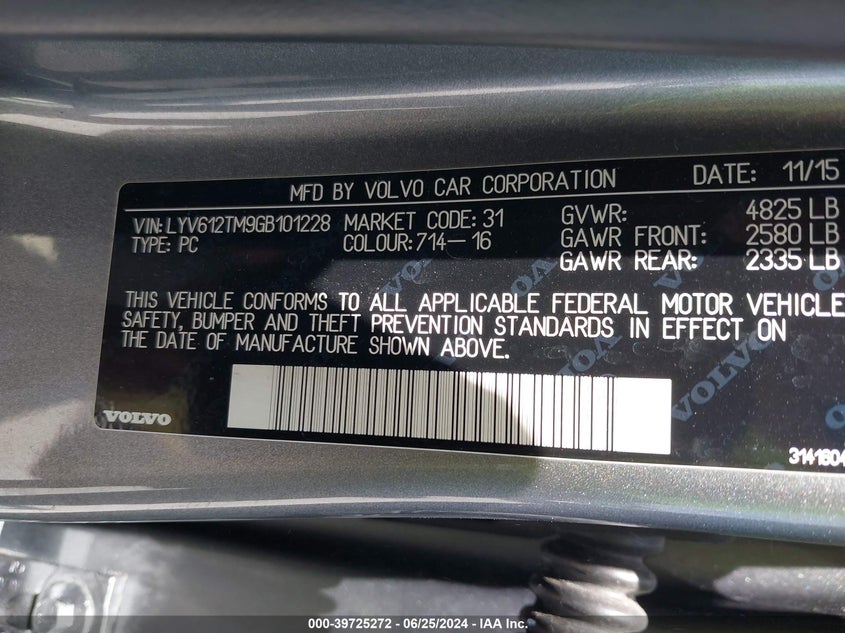 MFD BY VOLVO CAR CORPORATION DATE: 11/15
VIN: LYV612TM9GB101228 MARKET CODE: 31 GVWR: 4825 LB
TYPE: PC COLOUR: 714-16 GAWR FRONT: 2580 LB
GAWR REAR: 2335 LB
THIS VEHICLE CONFORMS TO ALL APPLICABLE FEDERAL MOTOR VEHICLE
SAFETY, BUMPER AND THEFT PREVENTION STANDARDS IN EFFECT ON
THE DATE OF MANUFACTURE SHOWN ABOVE.
VOLVO
VOLVO
3141604
000-39725272 - 06/25/2024 - IAA Inc.